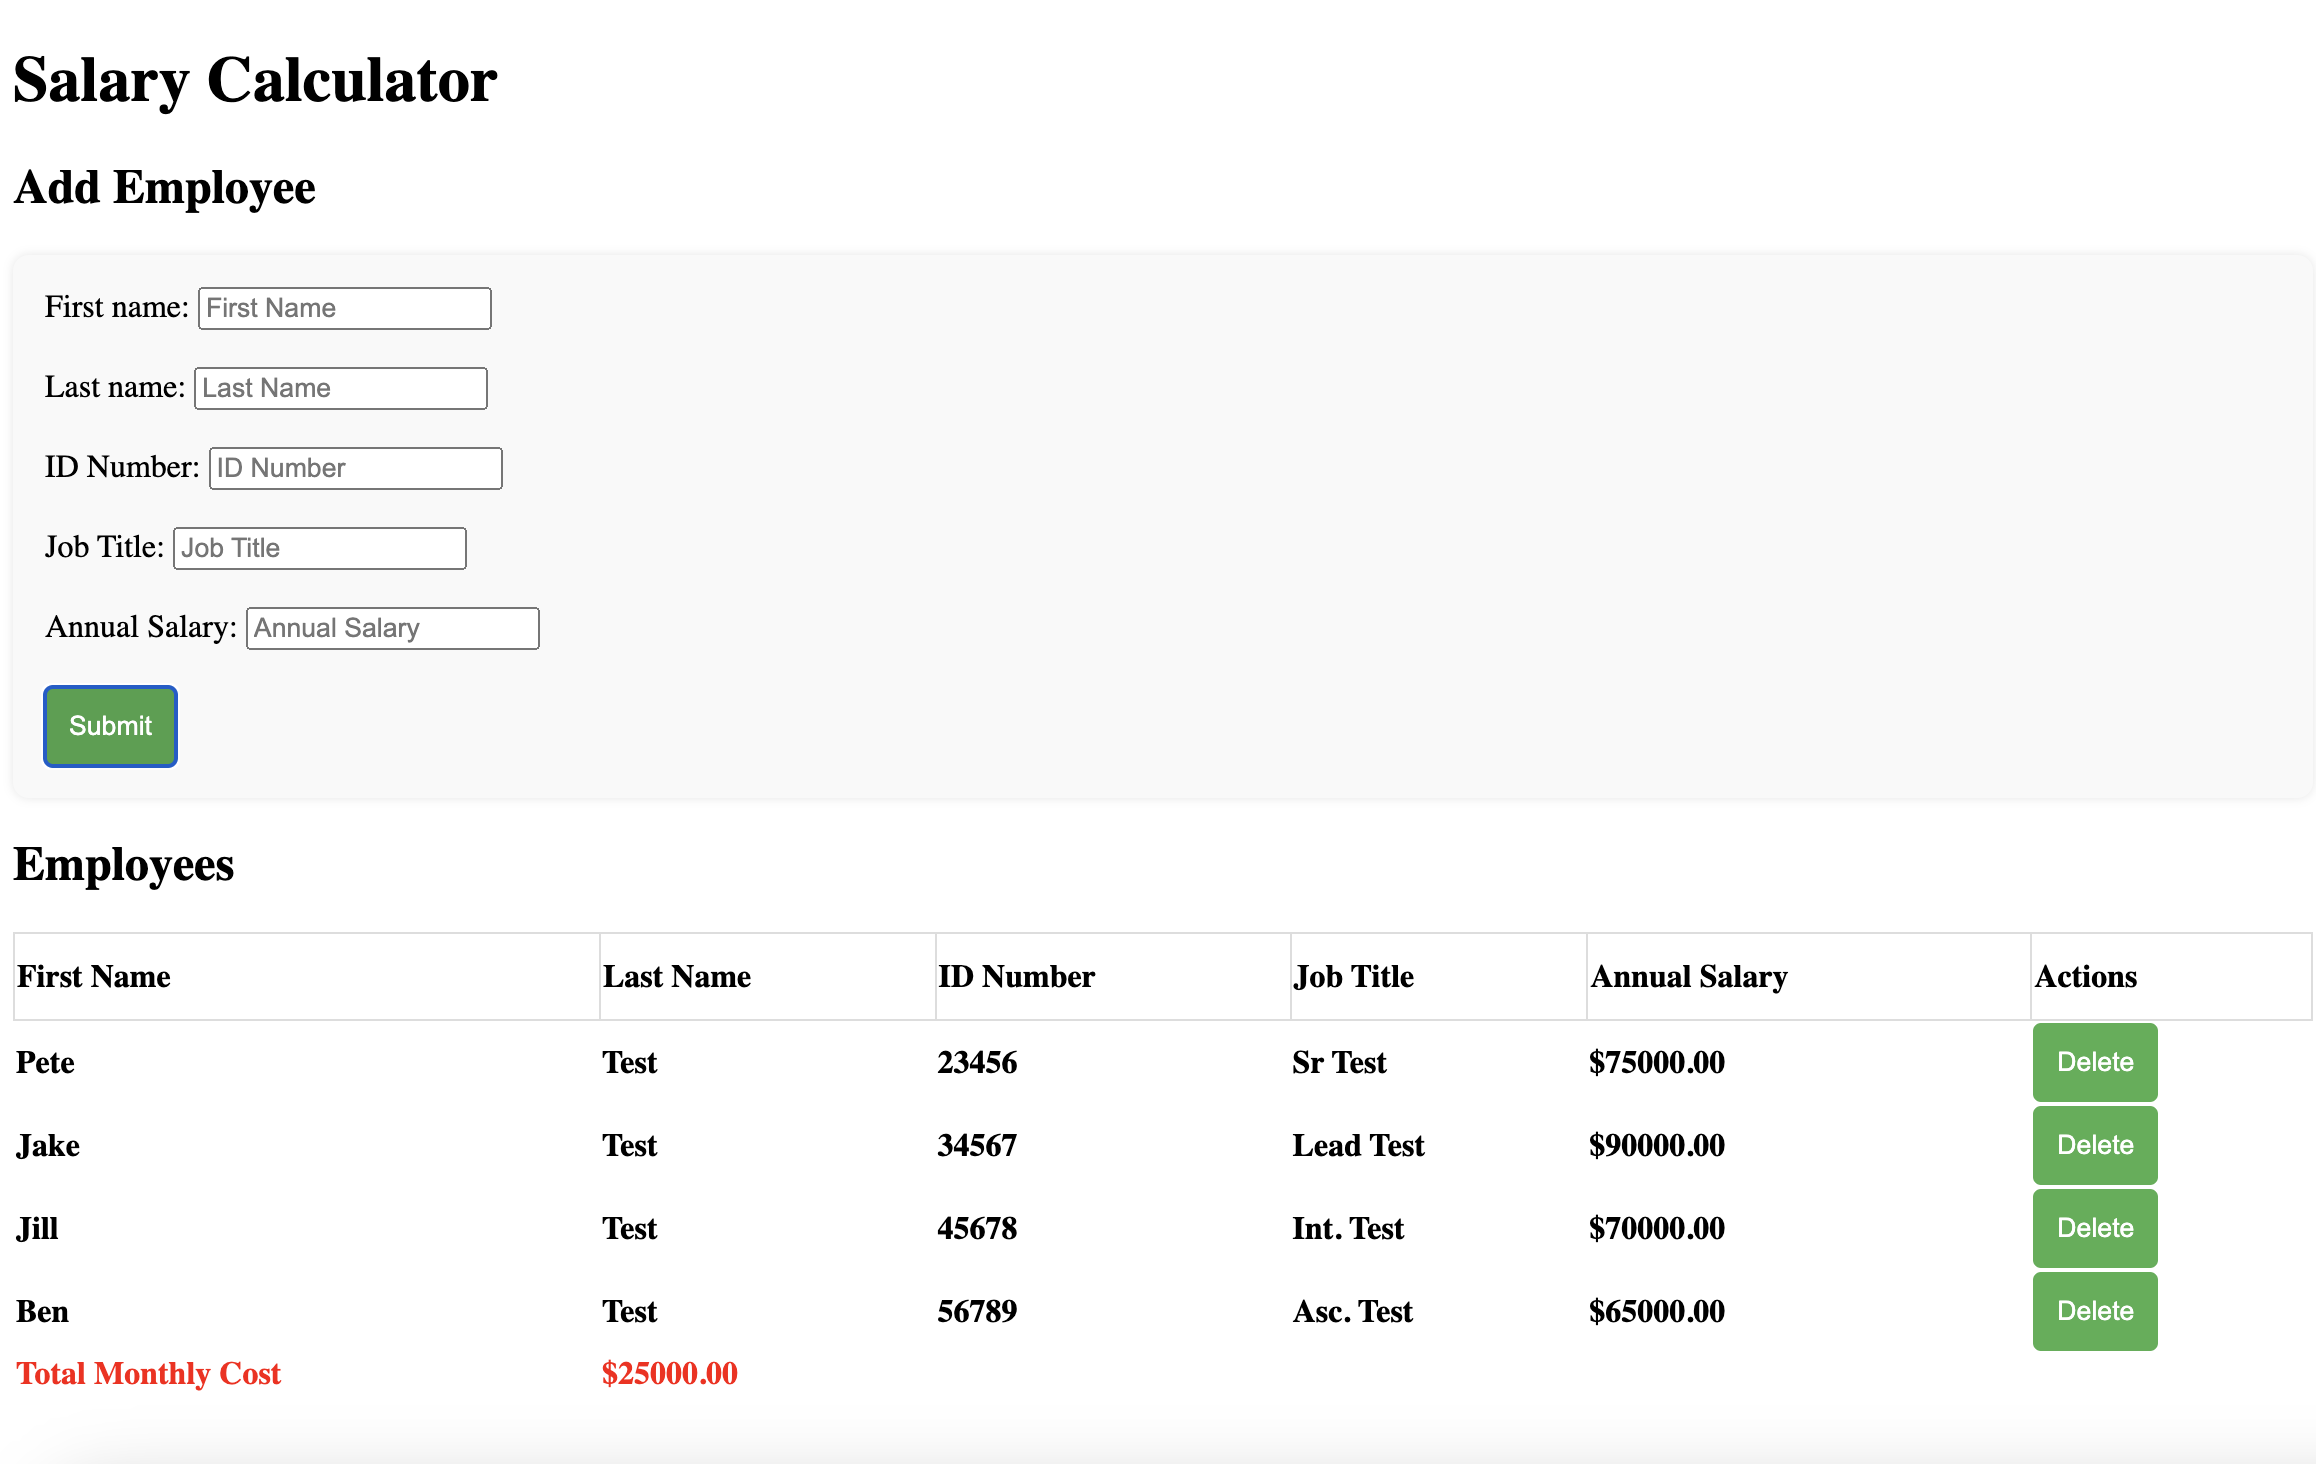 Salary Calculator
Add Employee
First name: First Name
Last name: Last Name
ID Number: ID Number
Job Title: Job Title
Annual Salary: Annual Salary
Submit
Employees
First Name Last Name ID Number Job Title Annual Salary Actions
Pete Test 23456 Sr Test $75000.00 Delete
Jake Test 34567 Lead Test $90000.00 Delete
Jill Test 45678 Int. Test $70000.00 Delete
Ben Test 56789 Asc. Test $65000.00 Delete
Total Monthly Cost $25000.00